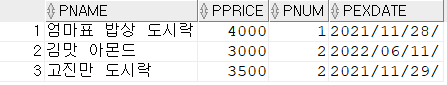 PNAME PPRICE PNUM PEXDATE
1 엄마표 밥상 도시락 4000 1 2021/11/28/
2 김맛 아몬드 3000 2 2022/06/11/
3 고진만 도시락 3500 2 2021/11/29/